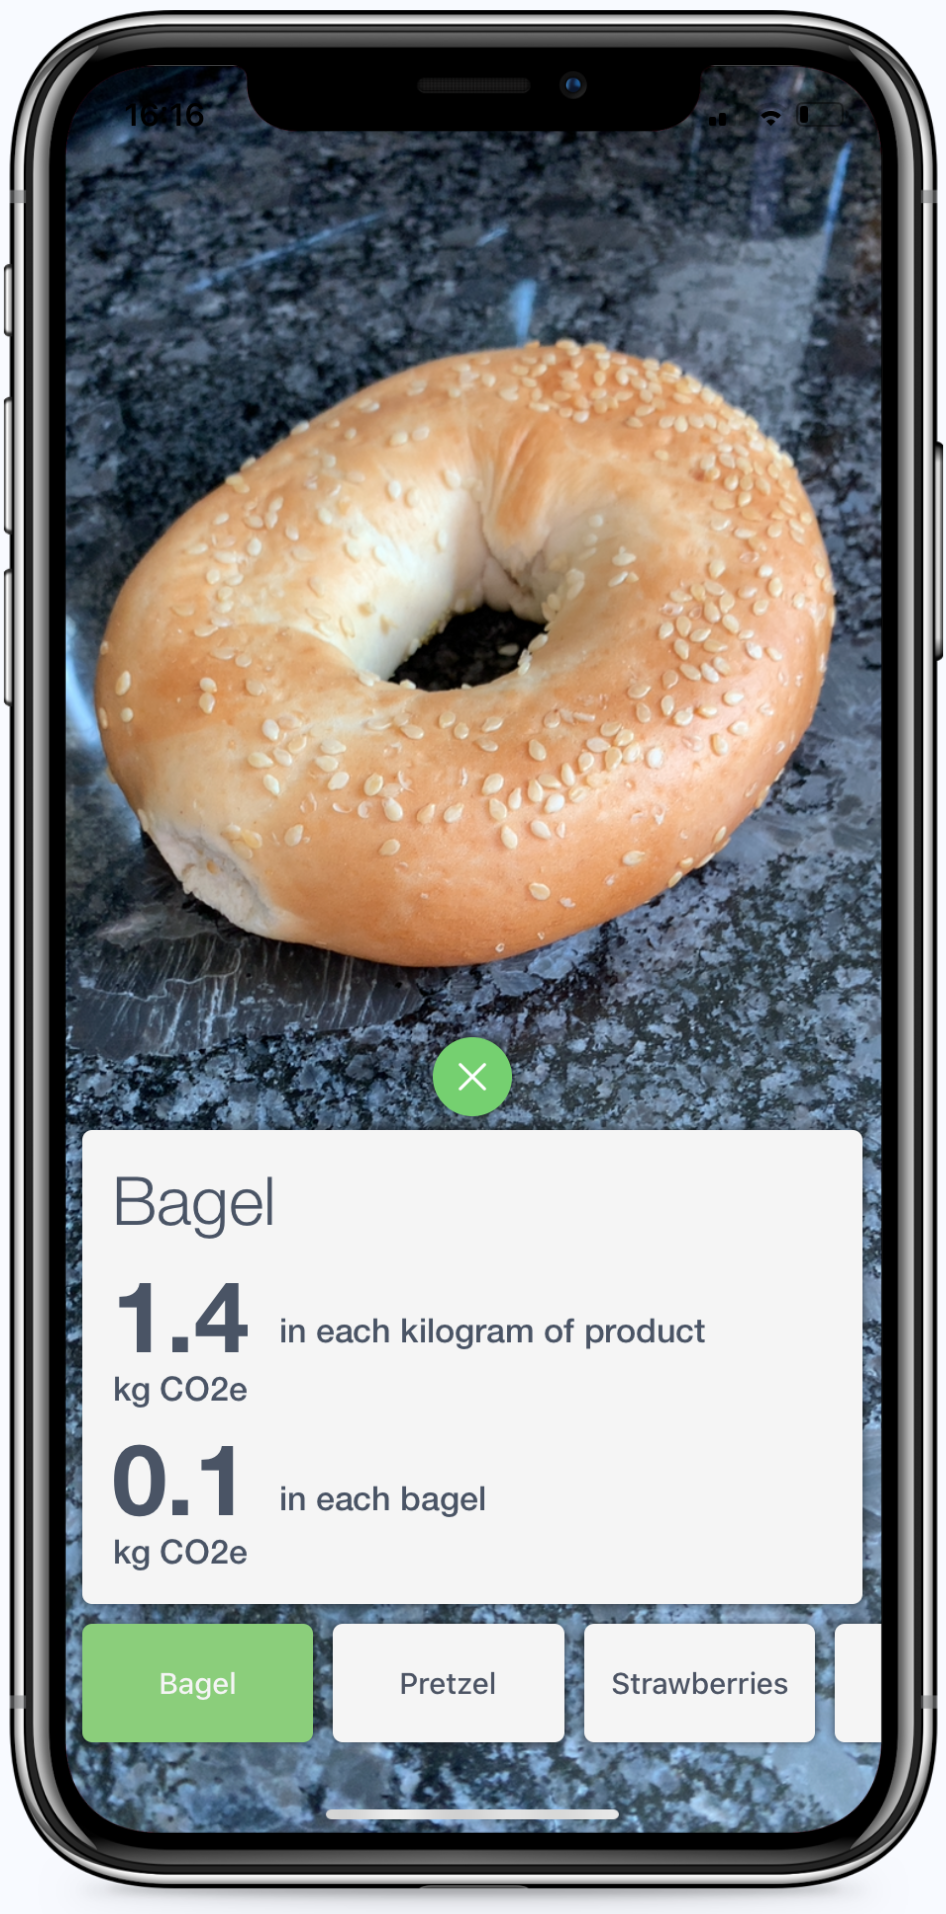 16:16
Bagel
1.4 in each kilogram of product
kg CO2e
0.1 in each bagel
kg CO2e
Bagel
Pretzel
Strawberries